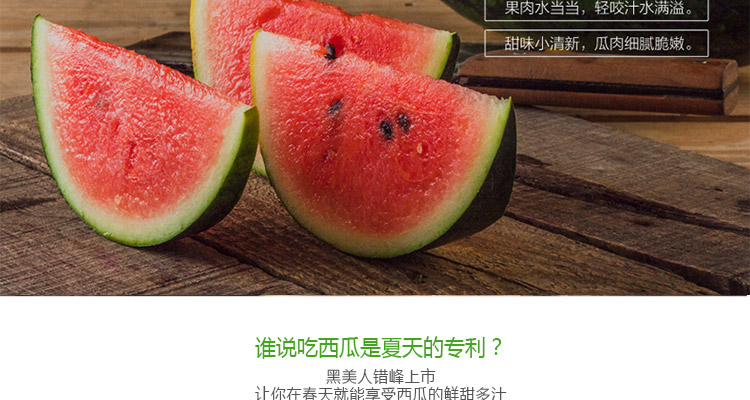 果肉水当当，轻咬汁水满溢。
甜味小清新，瓜肉细腻脆嫩。
谁说吃西瓜是夏天的专利？
黑美人错峰上市
让你在春天就能享受西瓜的鲜甜多汁